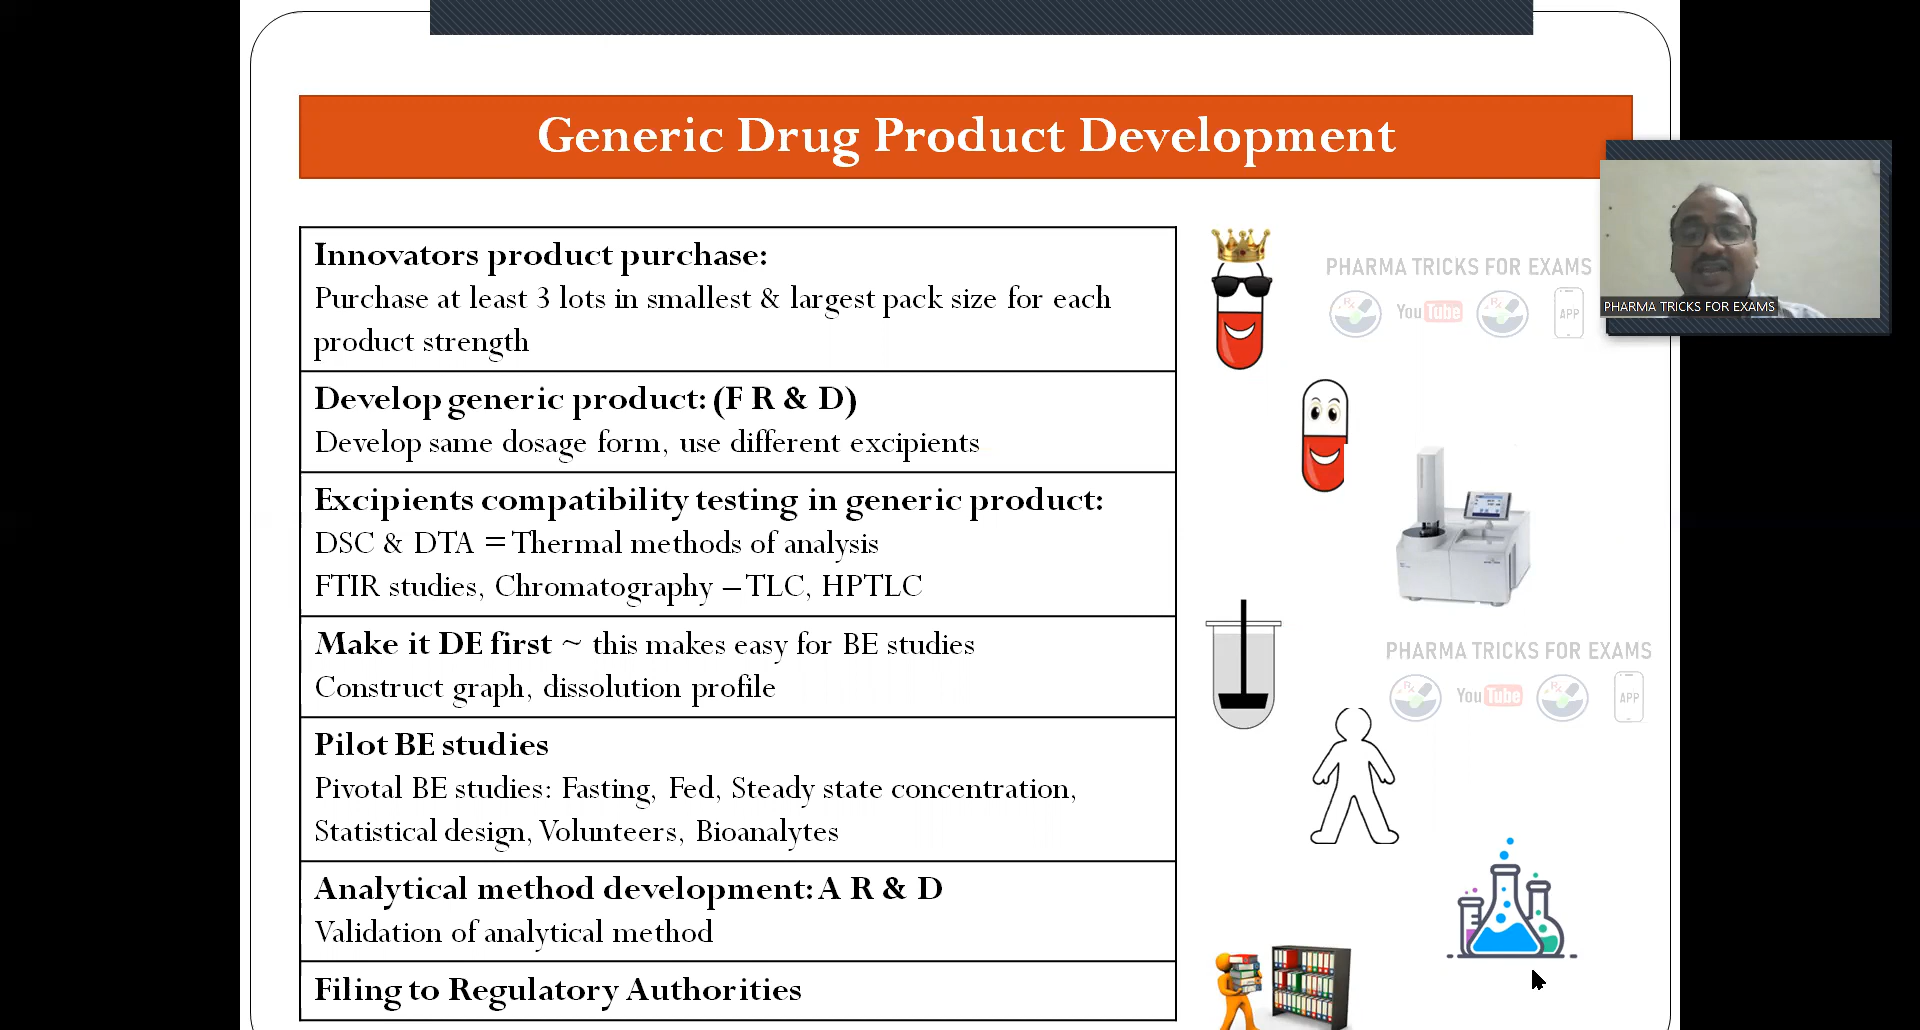 Generic Drug Product Development
Innovators product purchase:
Purchase at least 3 lots in smallest & largest pack size for each
product strength
Develop generic product: (F R & D)
Develop same dosage form, use different excipients
Excipients compatibility testing in generic product:
DSC & DTA = Thermal methods of analysis
FTIR studies, Chromatography – TLC, HPTLC
Make it DE first ~ this makes easy for BE studies
Construct graph, dissolution profile
Pilot BE studies
Pivotal BE studies: Fasting, Fed, Steady state concentration,
Statistical design, Volunteers, Bioanalytes
Analytical method development: A R & D
Validation of analytical method
Filing to Regulatory Authorities
PHARMA TRICKS FOR EXAMS
Rx
YouTube
Rx
APP
PHARMA TRICKS FOR EXAMS
PHARMA TRICKS FOR EXAMS
Rx
YouTube
Rx
APP